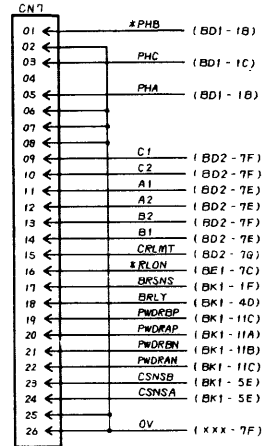 CN7
01 *PHB (BD1-1B)
02
03 PHC (BD1-1C)
04
05 PHA (BD1-1B)
06
07
08
09 C1 (BD2-7F)
10 C2 (BD2-7F)
11 A1 (BD2-7E)
12 A2 (BD2-7E)
13 B2 (BD2-7F)
14 B1 (BD2-7E)
15 CRLMT (BD2-7G)
16 *RLON (BE1-7C)
17 BRSNS (BK1-1F)
18 BRLY (BK1-4D)
19 PWDRBP (BK1-11C)
20 PWDRAP (BK1-11A)
21 PWDRBN (BK1-11B)
22 PWDRAN (BK1-11C)
23 CSNSB (BK1-5E)
24 CSNSA (BK1-5E)
25
26 0V (XXX-7F)